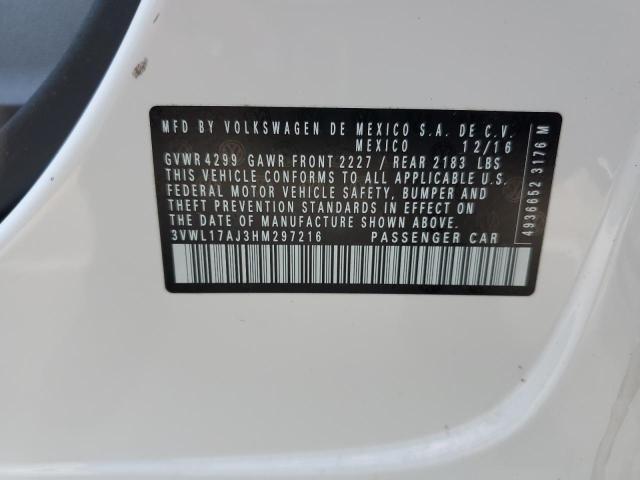 MFD BY VOLKSWAGEN DE MEXICO S.A. DE C.V.
MEXICO 12/16
GVWR 4299 GAWR FRONT 2227 / REAR 2183 LBS
THIS VEHICLE CONFORMS TO ALL APPLICABLE U.S.
FEDERAL MOTOR VEHICLE SAFETY, BUMPER AND
THEFT PREVENTION STANDARDS IN EFFECT ON
THE DATE OF MANUFACTURE SHOWN ABOVE.
3VWL17AJ3HM297216 PASSENGER CAR
4936652 3176 M